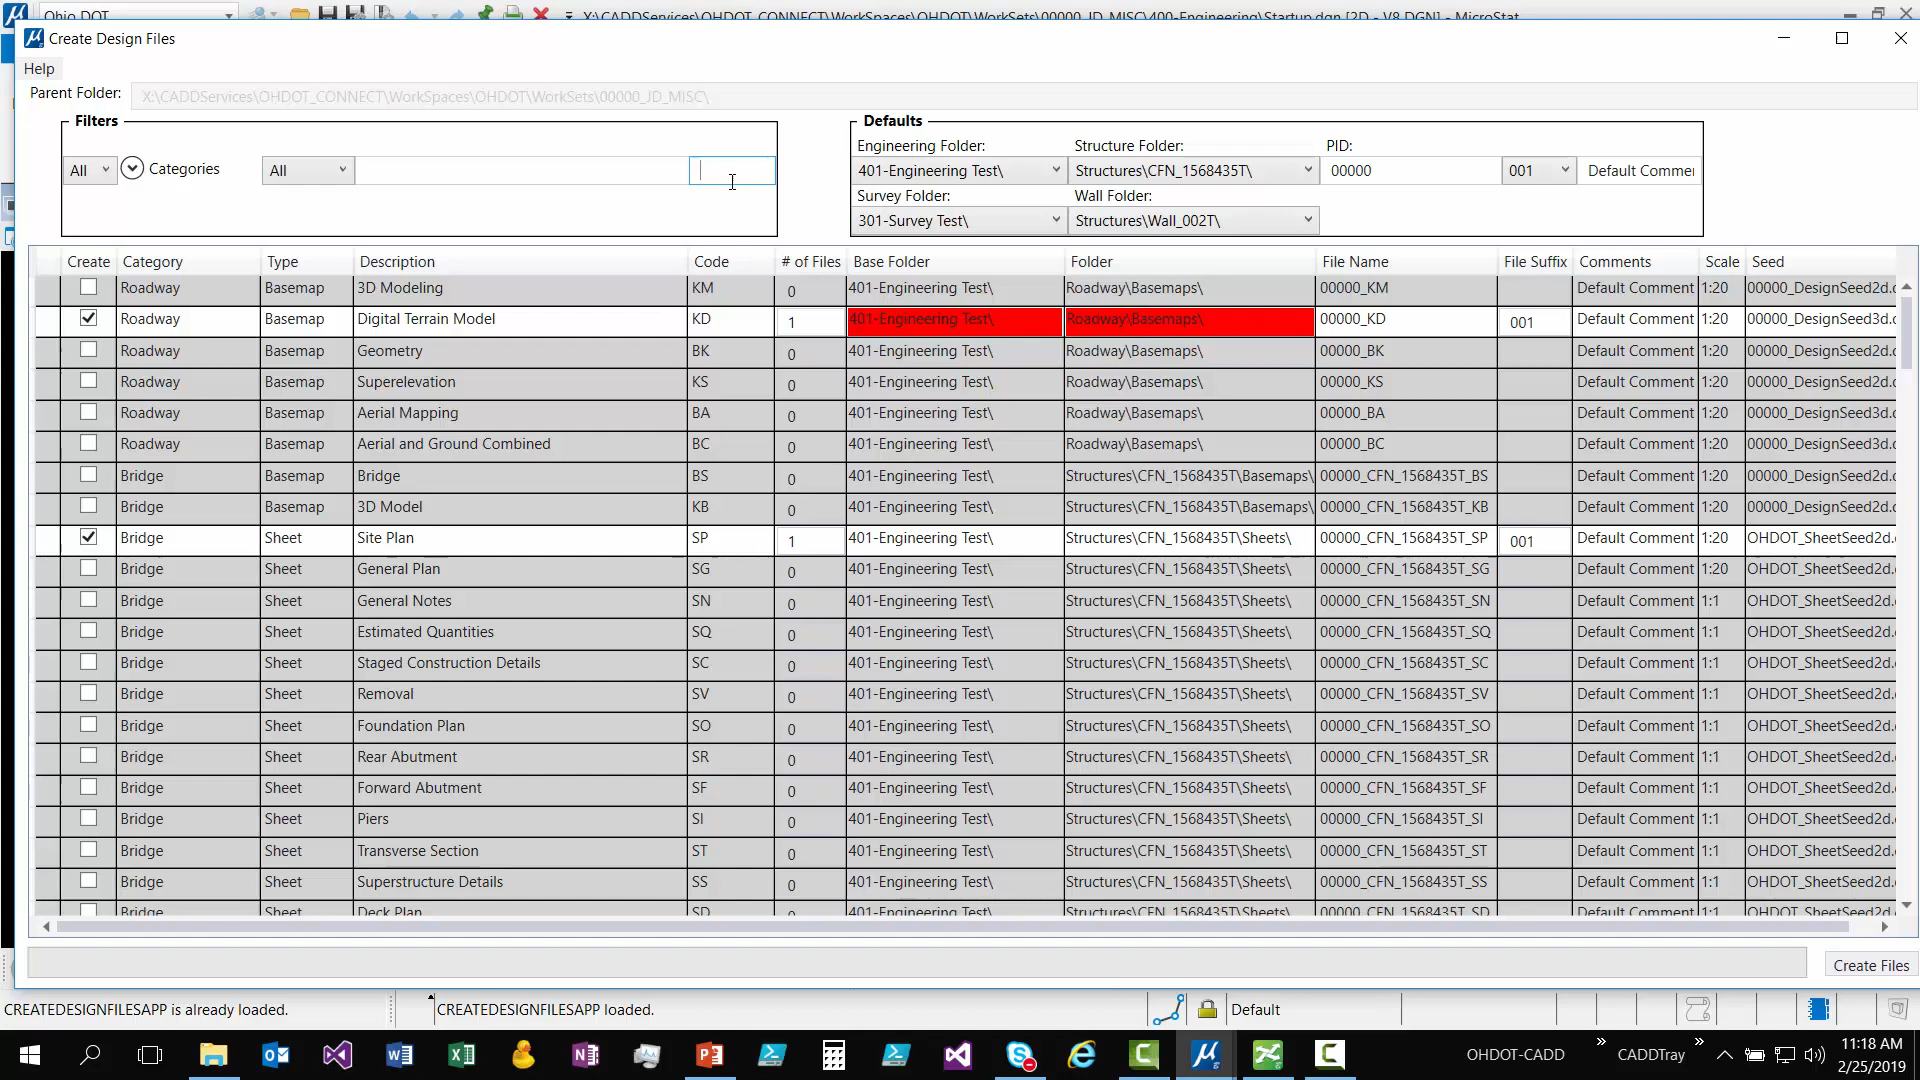 Ohio DOT
X:\CADDServices\OHDOT_CONNECT\WorkSpaces\OHDOT\WorkSets\00000_JD_MISC\400-Engineering\Startup.dgn [2D - V8 DGN] - MicroStat
Create Design Files
Help
Parent Folder: X:\CADDServices\OHDOT_CONNECT\WorkSpaces\OHDOT\WorkSets\00000_JD_MISC\
Filters
All Categories All
Defaults
Engineering Folder: Structure Folder: PID:
401-Engineering Test\ Structures\CFN_1568435T\ 00000 001 Default Commer
Survey Folder: Wall Folder:
301-Survey Test\ Structures\Wall_002T\
Create Category Type Description Code # of Files Base Folder Folder File Name File Suffix Comments Scale Seed
Roadway Basemap 3D Modeling KM 0 401-Engineering Test\ Roadway\Basemaps\ 00000_KM Default Comment 1:20 00000_DesignSeed2d.
Roadway Basemap Digital Terrain Model KD 1 401-Engineering Test\ Roadway\Basemaps\ 00000_KD 001 Default Comment 1:20 00000_DesignSeed3d.
Roadway Basemap Geometry BK 0 401-Engineering Test\ Roadway\Basemaps\ 00000_BK Default Comment 1:20 00000_DesignSeed2d.
Roadway Basemap Superelevation KS 0 401-Engineering Test\ Roadway\Basemaps\ 00000_KS Default Comment 1:20 00000_DesignSeed2d.
Roadway Basemap Aerial Mapping BA 0 401-Engineering Test\ Roadway\Basemaps\ 00000_BA Default Comment 1:20 00000_DesignSeed3d.
Roadway Basemap Aerial and Ground Combined BC 0 401-Engineering Test\ Roadway\Basemaps\ 00000_BC Default Comment 1:20 00000_DesignSeed3d.
Bridge Basemap Bridge BS 0 401-Engineering Test\ Structures\CFN_1568435T\Basemaps\ 00000_CFN_1568435T_BS Default Comment 1:20 00000_DesignSeed2d.
Bridge Basemap 3D Model KB 0 401-Engineering Test\ Structures\CFN_1568435T\Basemaps\ 00000_CFN_1568435T_KB Default Comment 1:20 00000_DesignSeed2d.
Bridge Sheet Site Plan SP 1 401-Engineering Test\ Structures\CFN_1568435T\Sheets\ 00000_CFN_1568435T_SP 001 Default Comment 1:20 OHDOT_SheetSeed2d.
Bridge Sheet General Plan SG 0 401-Engineering Test\ Structures\CFN_1568435T\Sheets\ 00000_CFN_1568435T_SG Default Comment 1:20 OHDOT_SheetSeed2d.
Bridge Sheet General Notes SN 0 401-Engineering Test\ Structures\CFN_1568435T\Sheets\ 00000_CFN_1568435T_SN Default Comment 1:1 OHDOT_SheetSeed2d.
Bridge Sheet Estimated Quantities SQ 0 401-Engineering Test\ Structures\CFN_1568435T\Sheets\ 00000_CFN_1568435T_SQ Default Comment 1:1 OHDOT_SheetSeed2d.
Bridge Sheet Staged Construction Details SC 0 401-Engineering Test\ Structures\CFN_1568435T\Sheets\ 00000_CFN_1568435T_SC Default Comment 1:1 OHDOT_SheetSeed2d.
Bridge Sheet Removal SV 0 401-Engineering Test\ Structures\CFN_1568435T\Sheets\ 00000_CFN_1568435T_SV Default Comment 1:1 OHDOT_SheetSeed2d.
Bridge Sheet Foundation Plan SO 0 401-Engineering Test\ Structures\CFN_1568435T\Sheets\ 00000_CFN_1568435T_SO Default Comment 1:1 OHDOT_SheetSeed2d.
Bridge Sheet Rear Abutment SR 0 401-Engineering Test\ Structures\CFN_1568435T\Sheets\ 00000_CFN_1568435T_SR Default Comment 1:1 OHDOT_SheetSeed2d.
Bridge Sheet Forward Abutment SF 0 401-Engineering Test\ Structures\CFN_1568435T\Sheets\ 00000_CFN_1568435T_SF Default Comment 1:1 OHDOT_SheetSeed2d.
Bridge Sheet Piers SI 0 401-Engineering Test\ Structures\CFN_1568435T\Sheets\ 00000_CFN_1568435T_SI Default Comment 1:1 OHDOT_SheetSeed2d.
Bridge Sheet Transverse Section ST 0 401-Engineering Test\ Structures\CFN_1568435T\Sheets\ 00000_CFN_1568435T_ST Default Comment 1:1 OHDOT_SheetSeed2d.
Bridge Sheet Superstructure Details SS 0 401-Engineering Test\ Structures\CFN_1568435T\Sheets\ 00000_CFN_1568435T_SS Default Comment 1:1 OHDOT_SheetSeed2d.
Bridge Sheet Deck Plan SD 0 401-Engineering Test\ Structures\CFN_1568435T\Sheets\ 00000_CFN_1568435T_SD Default Comment 1:1 OHDOT_SheetSeed2d.
Create Files
CREATEDESIGNFILESAPP is already loaded. CREATEDESIGNFILESAPP loaded. Default
OHDOT-CADD CADDTray 11:18 AM
2/25/2019